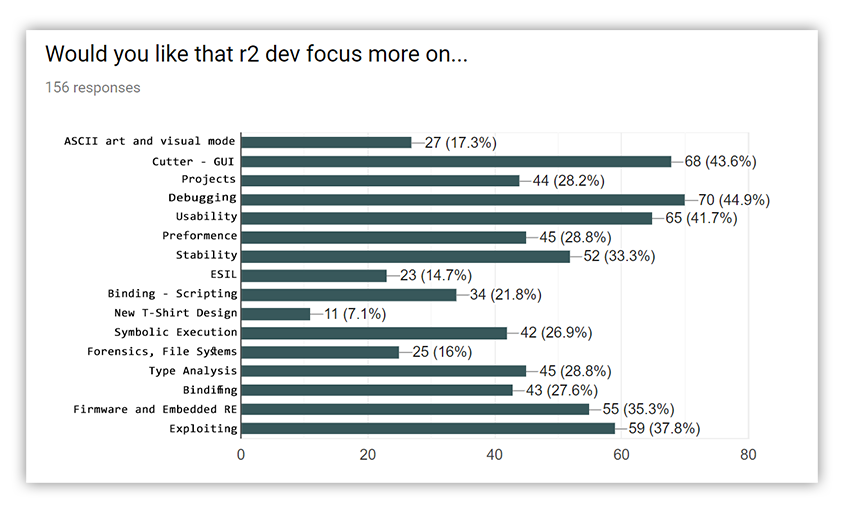 Would you like that r2 dev focus more on...
156 responses
ASCII art and visual mode 27 (17.3%)
Cutter - GUI 68 (43.6%)
Projects 44 (28.2%)
Debugging 70 (44.9%)
Usability 65 (41.7%)
Preformence 45 (28.8%)
Stability 52 (33.3%)
ESIL 23 (14.7%)
Binding - Scripting 34 (21.8%)
New T-Shirt Design 11 (7.1%)
Symbolic Execution 42 (26.9%)
Forensics, File Systems 25 (16%)
Type Analysis 45 (28.8%)
43 (27.6%)
Firmware and Embedded RE 55 (35.3%)
Exploiting 59 (37.8%)
0 20 40 60 80